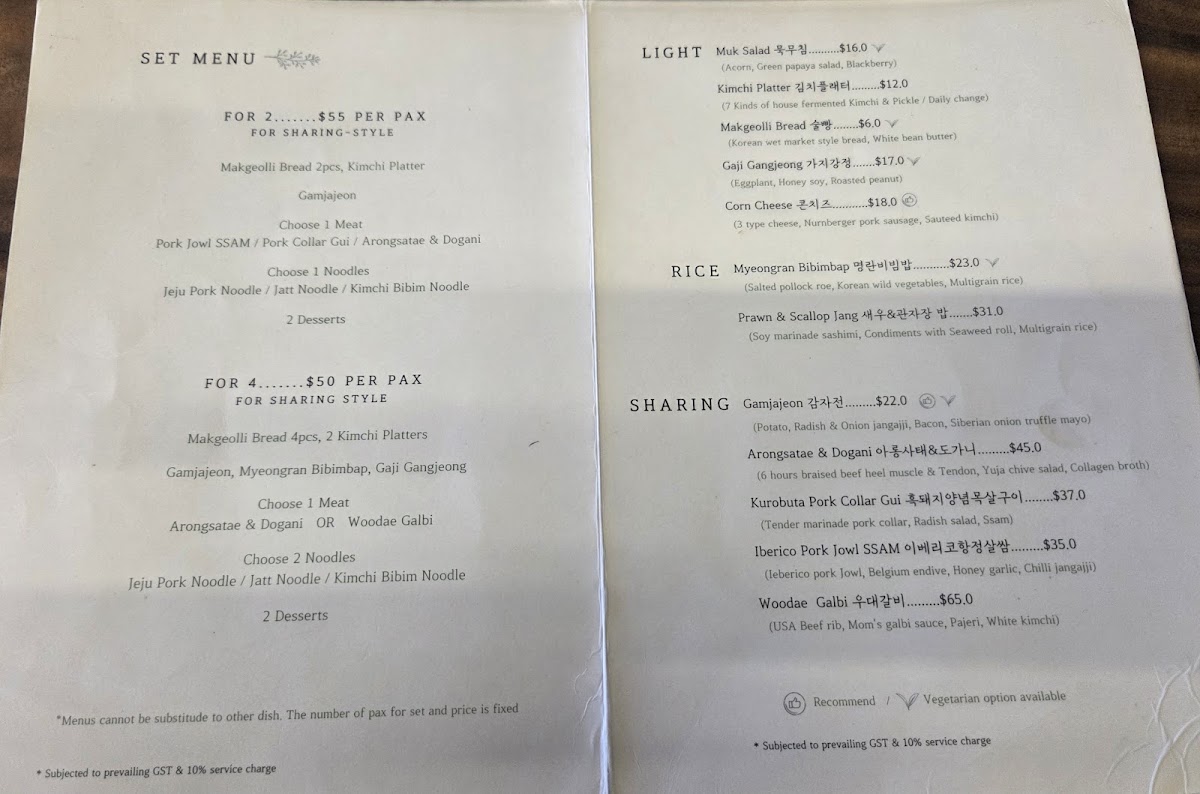 SET MENU
FOR 2.......$55 PER PAX
FOR SHARING-STYLE
Makgeolli Bread 2pcs, Kimchi Platter
Gamjajeon
Choose 1 Meat
Pork Jowl SSAM / Pork Collar Gui / Arongsatae & Dogani
Choose 1 Noodles
Jeju Pork Noodle / Jatt Noodle / Kimchi Bibim Noodle
2 Desserts
FOR 4.......$50 PER PAX
FOR SHARING STYLE
Makgeolli Bread 4pcs, 2 Kimchi Platters
Gamjajeon, Myeongran Bibimbap, Gaji Gangjeong
Choose 1 Meat
Arongsatae & Dogani OR Woodae Galbi
Choose 2 Noodles
Jeju Pork Noodle / Jatt Noodle / Kimchi Bibim Noodle
2 Desserts
*Menus cannot be substitute to other dish. The number of pax for set and price is fixed
* Subjected to prevailing GST & 10% service charge
LIGHT
Muk Salad 묵무침..........$16.0
(Acorn, Green papaya salad, Blackberry)
Kimchi Platter 김치플래터.........$12.0
(7 Kinds of house fermented Kimchi & Pickle / Daily change)
Makgeolli Bread 술빵........$6.0
(Korean wet market style bread, White bean butter)
Gaji Gangjeong 가지강정.......$17.0
(Eggplant, Honey soy, Roasted peanut)
Corn Cheese 콘치즈............$18.0
(3 type cheese, Nurnberger pork sausage, Sauteed kimchi)
RICE
Myeongran Bibimbap 명란비빔밥...........$23.0
(Salted pollock roe, Korean wild vegetables, Multigrain rice)
Prawn & Scallop Jang 새우&관자장 밥.......$31.0
(Soy marinade sashimi, Condiments with Seaweed roll, Multigrain rice)
SHARING
Gamjajeon 감자전.........$22.0
(Potato, Radish & Onion jangajji, Bacon, Siberian onion truffle mayo)
Arongsatae & Dogani 아롱사태&도가니.........$45.0
(6 hours braised beef heel muscle & Tendon, Yuja chive salad, Collagen broth)
Kurobuta Pork Collar Gui 흑돼지양념목살구이........$37.0
(Tender marinade pork collar, Radish salad, Ssam)
Iberico Pork Jowl SSAM 이베리코항정살쌈.........$35.0
(Ieberico pork Jowl, Belgium endive, Honey garlic, Chilli jangajji)
Woodae Galbi 우대갈비.........$65.0
(USA Beef rib, Mom's galbi sauce, Pajeri, White kimchi)
Recommend / Vegetarian option available
* Subjected to prevailing GST & 10% service charge